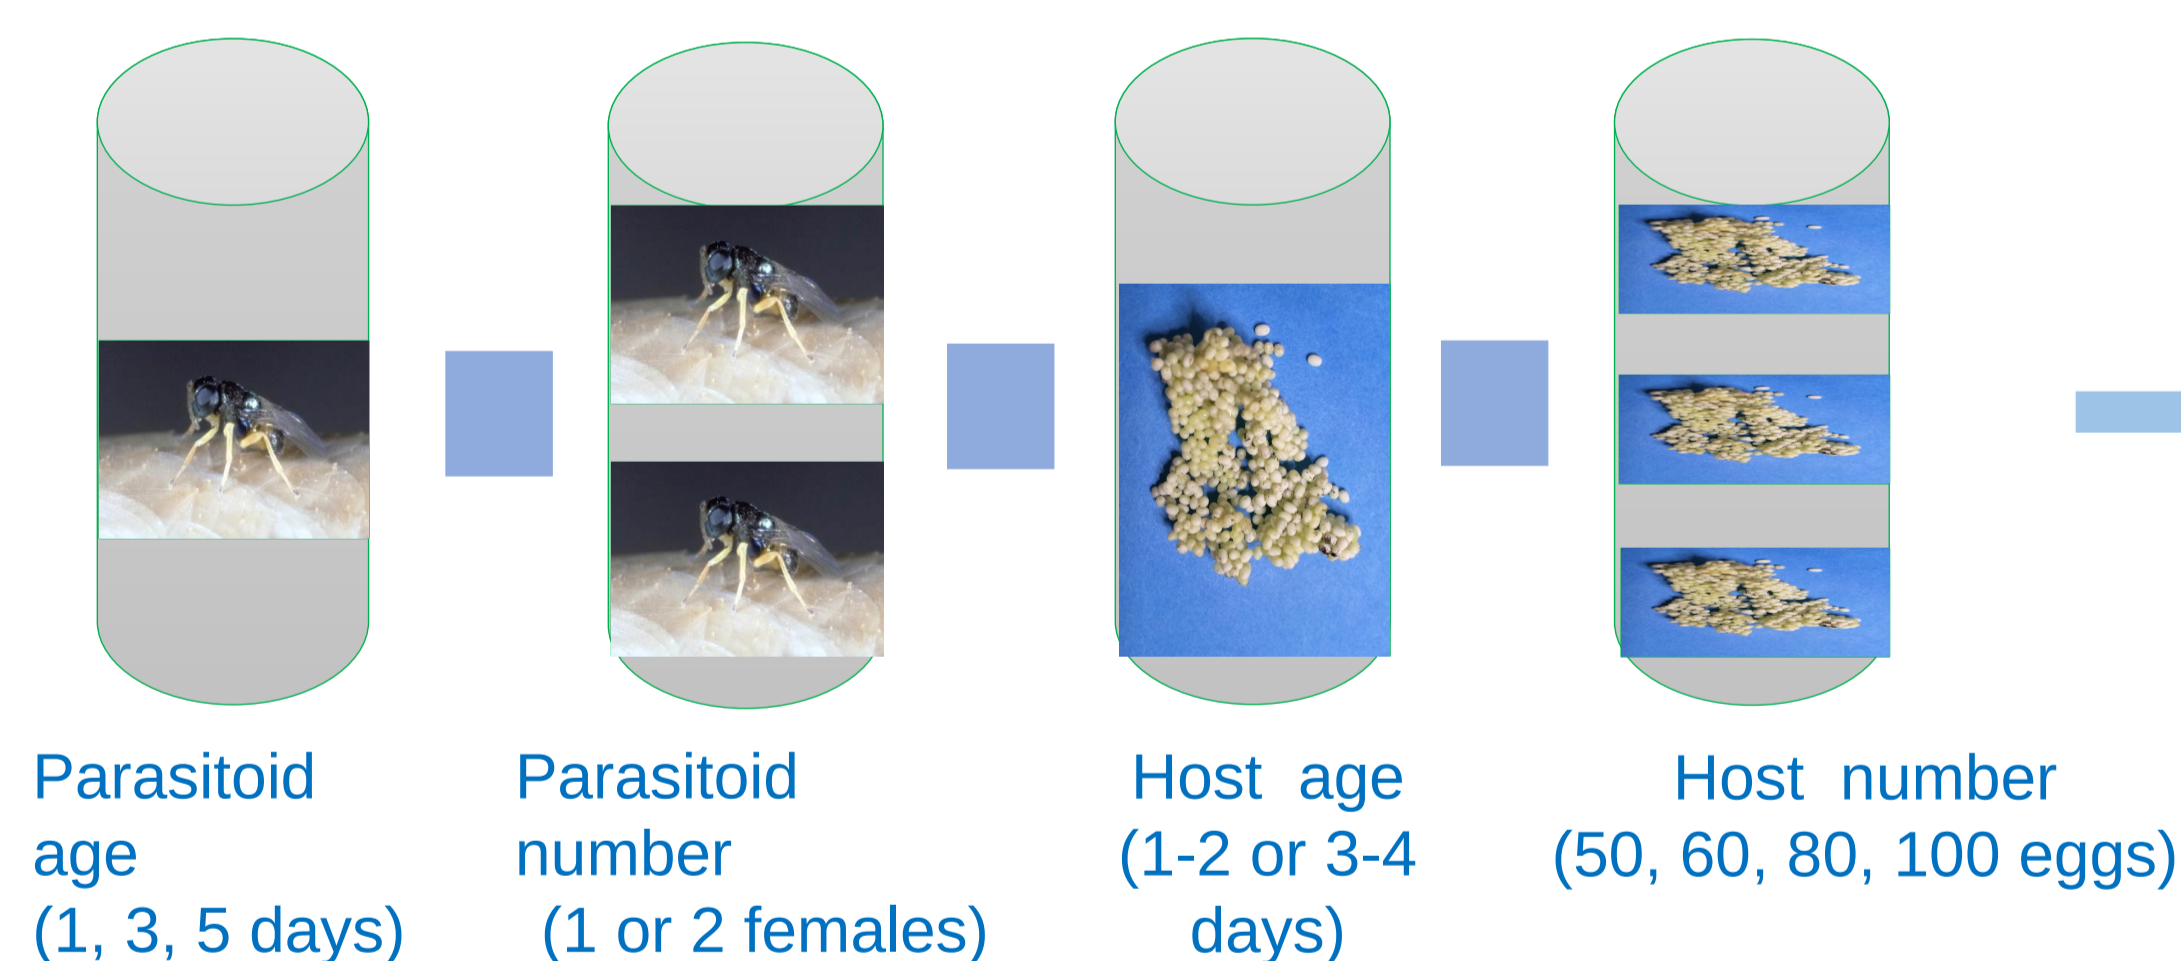 Parasitoid
age
(1, 3, 5 days)
Parasitoid
number
(1 or 2 females)
Host age
(1-2 or 3-4
days)
Host number
(50, 60, 80, 100 eggs)